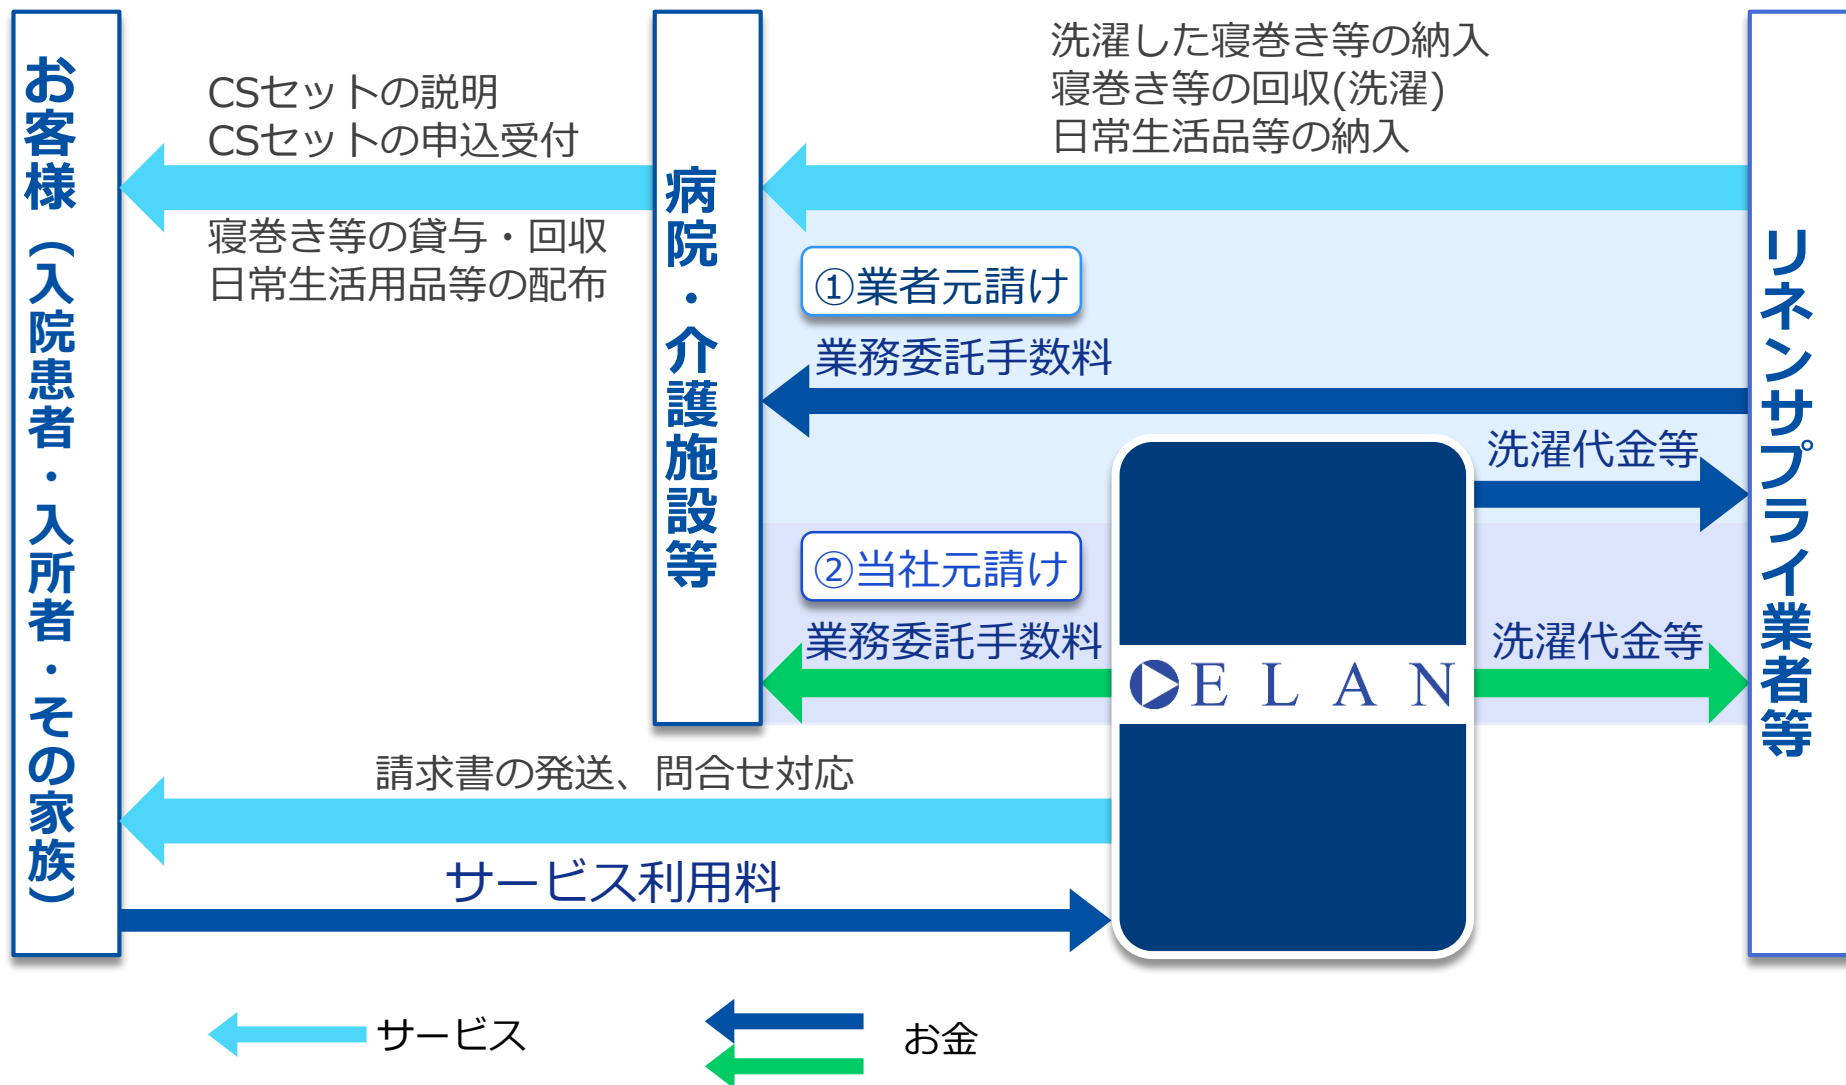 お客様（入院患者・入所者・その家族）
CSセットの説明
CSセットの申込受付
寝巻き等の貸与・回収
日常生活用品等の配布
病院・介護施設等
洗濯した寝巻き等の納入
寝巻き等の回収(洗濯)
日常生活品等の納入
①業者元請け
業務委託手数料
洗濯代金等
②当社元請け
業務委託手数料
洗濯代金等
ELAN
リネンサプライ業者等
請求書の発送、問合せ対応
サービス利用料
サービス
お金